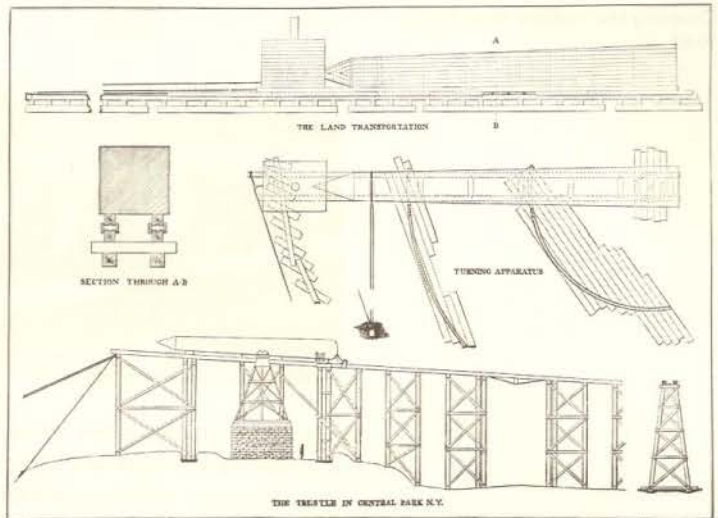 A
THE LAND TRANSPORTATION
B
SECTION THROUGH A-B
TURNING APPARATUS
THE TRESTLE IN CENTRAL PARK N.Y.